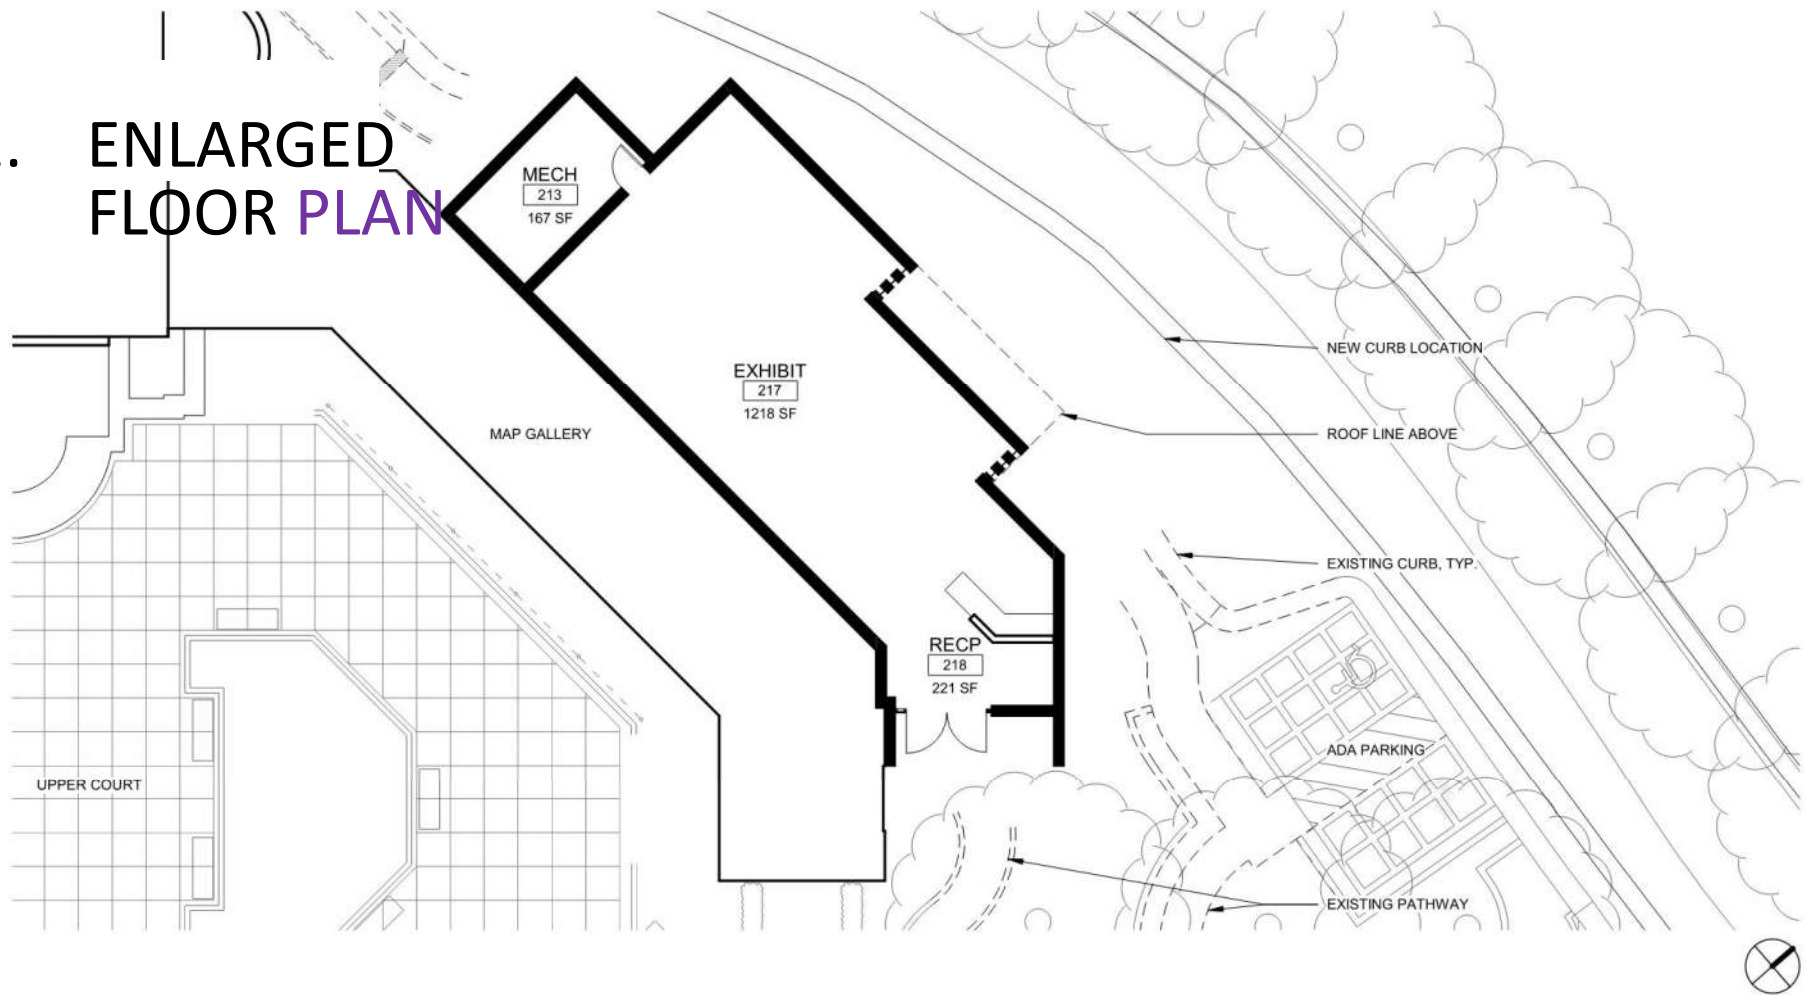 .. ENLARGED
FLOOR PLAN
MECH
213
167 SF
EXHIBIT
217
1218 SF
MAP GALLERY
NEW CURB LOCATION
ROOF LINE ABOVE
EXISTING CURB, TYP.
RECP
218
221 SF
ADA PARKING
UPPER COURT
EXISTING PATHWAY